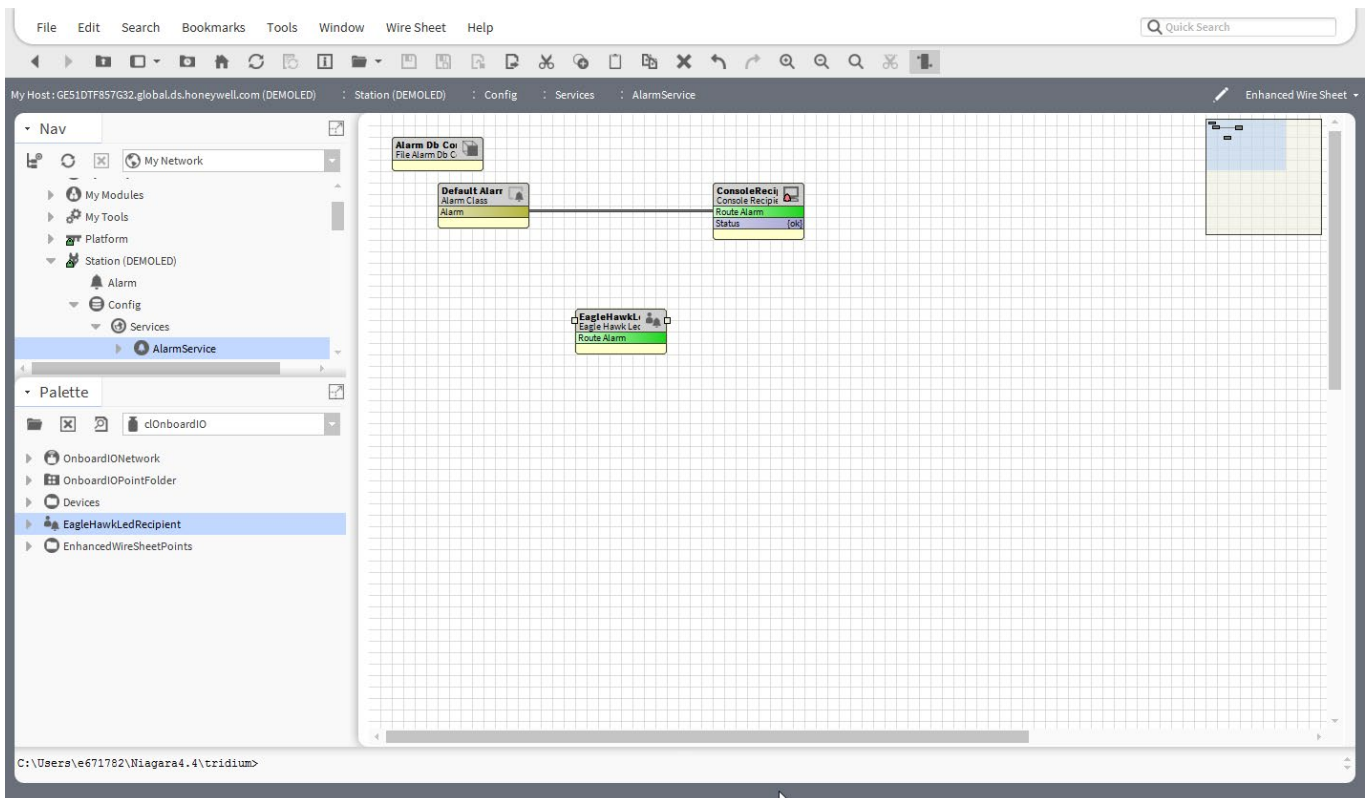 File Edit Search Bookmarks Tools Window Wire Sheet Help
Quick Search
My Host : GE51DTF857G32.global.ds.honeywell.com (DEMOLED) : Station (DEMOLED) : Config : Services : AlarmService
Enhanced Wire Sheet
Nav
My Network
My Modules
My Tools
Platform
Station (DEMOLED)
Alarm
Config
Services
AlarmService
Palette
clOnboardIO
OnboardIONetwork
OnboardIOPointFolder
Devices
EagleHawkLedRecipient
EnhancedWireSheetPoints
Alarm Db Co
File Alarm Db C
Default Alarr
Alarm Class
Alarm
ConsoleReci
Console Recipie
Route Alarm
Status {ok}
EagleHawkL
Eagle Hawk Lec
Route Alarm
C:\Users\e671782\Niagara4.4\tridium>